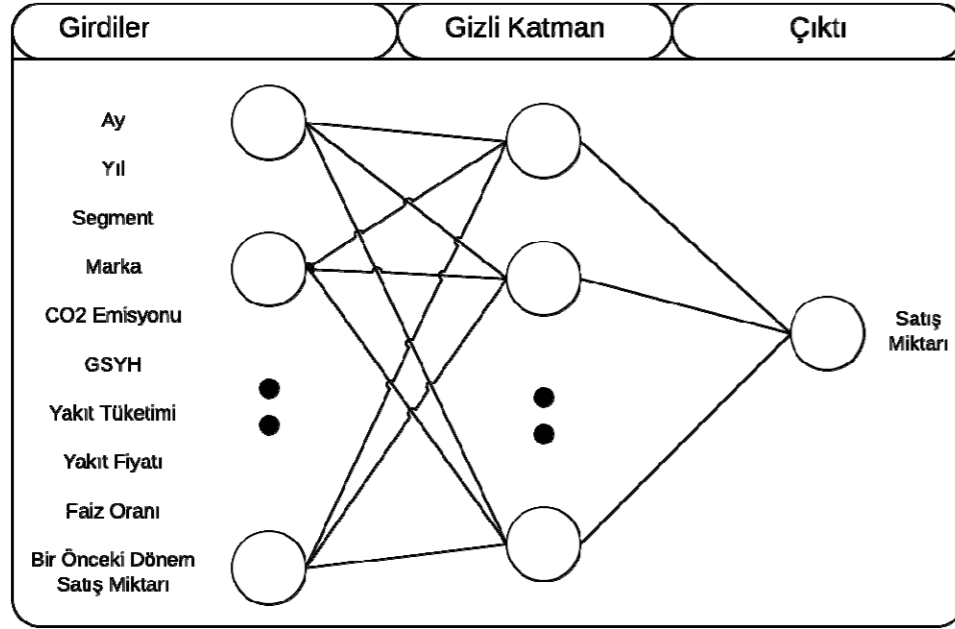 Girdiler
Gizli Katman
Çıktı
Ay
Yıl
Segment
Marka
CO2 Emisyonu
GSYH
Yakıt Tüketimi
Yakıt Fiyatı
Faiz Oranı
Bir Önceki Dönem
Satış Miktarı
Satış
Miktarı